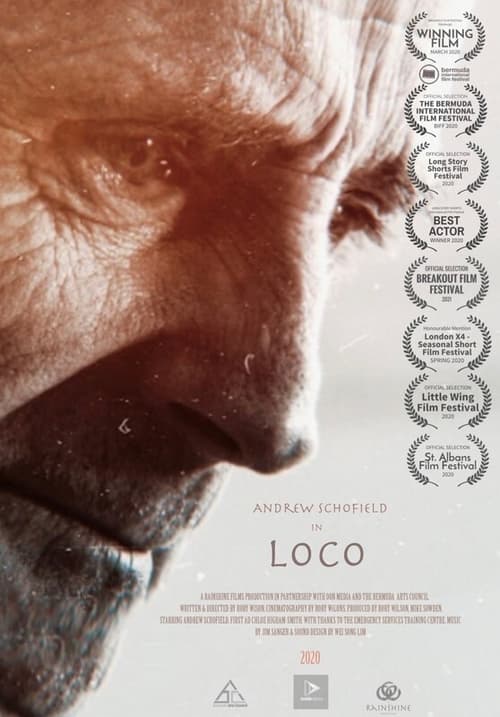 WINNING
FILM
MARCH 2020
bermuda
international
film festival
OFFICIAL SELECTION
THE BERMUDA
INTERNATIONAL
FILM FESTIVAL
BIFF 2020
OFFICIAL SELECTION
Long Story
Shorts Film
Festival
2020
BEST
ACTOR
WINNER 2020
OFFICIAL SELECTION
BREAKOUT FILM
FESTIVAL
2021
Honourable Mention
London X4 -
Seasonal Short
Film Festival
SPRING 2020
OFFICIAL SELECTION
Little Wing
Film Festival
2020
OFFICIAL SELECTION
St. Albans
Film Festival
2020
ANDREW SCHOFIELD
IN
LOCO
A RAINSHINE FILMS PRODUCTION IN PARTNERSHIP WITH DON MEDIA AND THE BERMUDA ARTS COUNCIL
WRITTEN & DIRECTED BY RORY WILSON. CINEMATOGRAPHY BY RORY WILSON. PRODUCED BY RORY WILSON, MIKE SOWDEN.
STARRING ANDREW SCHOFIELD. FIRST AD CHLOE HIGHAM-SMITH. WITH THANKS TO THE EMERGENCY SERVICES TRAINING CENTRE. MUSIC
BY JIM SANGER & SOUND DESIGN BY WEI SONG LIM
2020
RAINSHINE